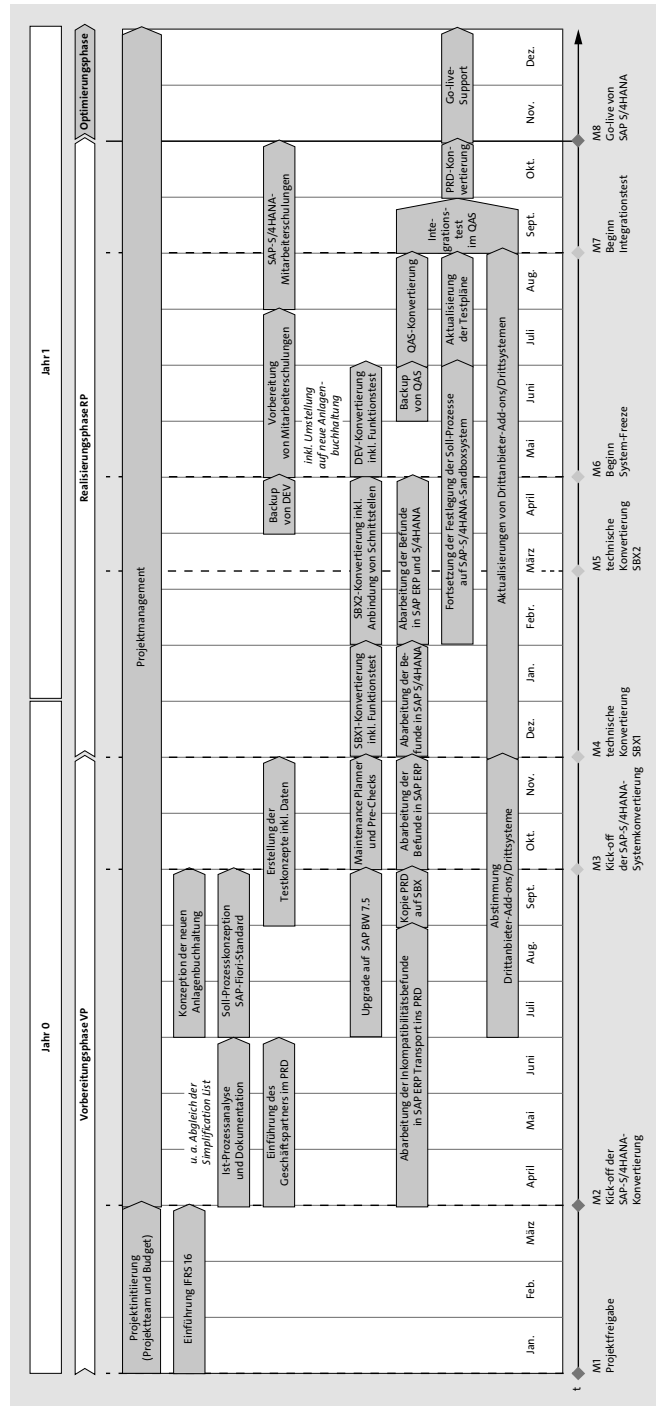 Jahr 0
Jahr 1
Vorbereitungsphase VP
Realisierungsphase RP
Optimierungsphase
Projektinitiierung
(Projektteam und Budget)
Projektmanagement
Einführung IFRS 16
u. a. Abgleich der
Simplification List
Konzeption der neuen
Anlagenbuchhaltung
Ist-Prozessanalyse
und Dokumentation
Soll-Prozesskonzeption
SAP-Fiori-Standard
Einführung des
Geschäftspartners im PRD
Erstellung der
Testkonzepte inkl. Daten
Backup
von DEV
Vorbereitung
von Mitarbeiterschulungen
SAP-S/4HANA-
Mitarbeiterschulungen
inkl. Umstellung
auf neue Anlagen-
buchhaltung
Upgrade auf SAP BW 7.5
Maintenance Planner
und Pre-Checks
SBX1-Konvertierung
inkl. Funktionstest
SBX2-Konvertierung inkl.
Anbindung von Schnittstellen
DEV-Konvertierung
inkl. Funktionstest
Abarbeitung der Inkompatibilitätsbefunde
in SAP ERP Transport ins PRD
Kopie PRD
auf SBX
Abarbeitung der
Befunde in SAP ERP
Abarbeitung der Be-
funde in SAP S/4HANA
Abarbeitung der Befunde
in SAP ERP und S/4HANA
Backup
von QAS
QAS-Konvertierung
Inte-
grations-
test
im QAS
Fortsetzung der Festlegung der Soll-Prozesse
auf SAP-S/4HANA-Sandboxsystem
Aktualisierung
der Testpläne
PRD-Kon-
vertierung
Go-live-
Support
Abstimmung
Drittanbieter-Add-ons/Drittsysteme
Aktualisierungen von Drittanbieter-Add-ons/Drittsystemen
Jan.
Feb.
März
April
Mai
Juni
Juli
Aug.
Sept.
Okt.
Nov.
Dez.
Jan.
Febr.
März
April
Mai
Juni
Juli
Aug.
Sept.
Okt.
Nov.
Dez.
t
M1
Projektfreigabe
M2
Kick-off der
SAP-S/4HANA-
Konvertierung
M3
Kick-off
der SAP-S/4HANA-
Systemkonvertierung
M4
technische
Konvertierung
SBX1
M5
technische
Konvertierung
SBX2
M6
Beginn
System-Freeze
M7
Beginn
Integrationstest
M8
Go-live von
SAP S/4HANA